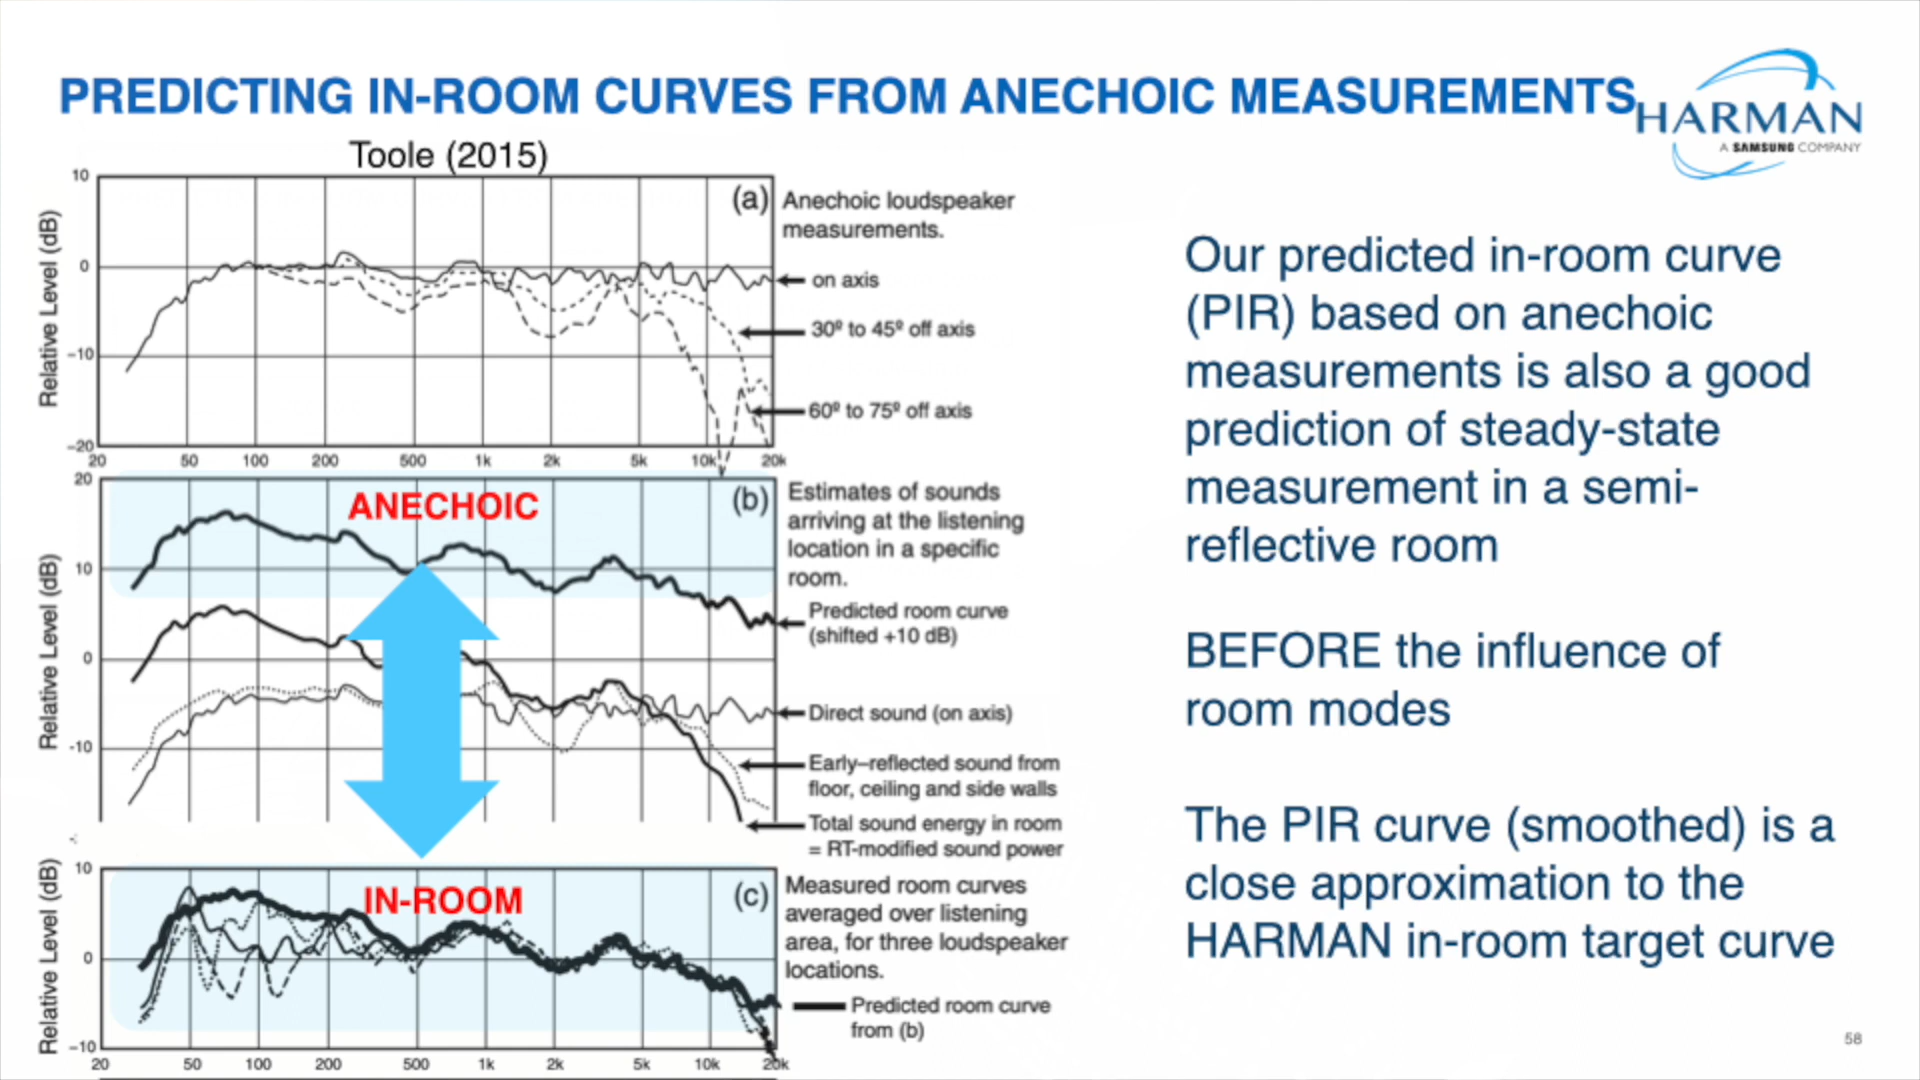 PREDICTING IN-ROOM CURVES FROM ANECHOIC MEASUREMENTS
HARMAN
A SAMSUNG COMPANY
Toole (2015)
Relative Level (dB)
10
0
-10
-20
(a)
Anechoic loudspeaker
measurements.
on axis
30º to 45º off axis
60º to 75º off axis
20 50 100 200 500 1k 2k 5k 10k 20k
Relative Level (dB)
20
10
0
-10
ANECHOIC
(b)
Estimates of sounds
arriving at the listening
location in a specific
room.
Predicted room curve
(shifted +10 dB)
Direct sound (on axis)
Early–reflected sound from
floor, ceiling and side walls
Total sound energy in room
= RT-modified sound power
Relative Level (dB)
10
0
-10
IN-ROOM
(c)
Measured room curves
averaged over listening
area, for three loudspeaker
locations.
Predicted room curve
from (b)
20 50 100 200 500 1k 2k 5k 10k 20k
Our predicted in-room curve
(PIR) based on anechoic
measurements is also a good
prediction of steady-state
measurement in a semi-
reflective room
BEFORE the influence of
room modes
The PIR curve (smoothed) is a
close approximation to the
HARMAN in-room target curve
58